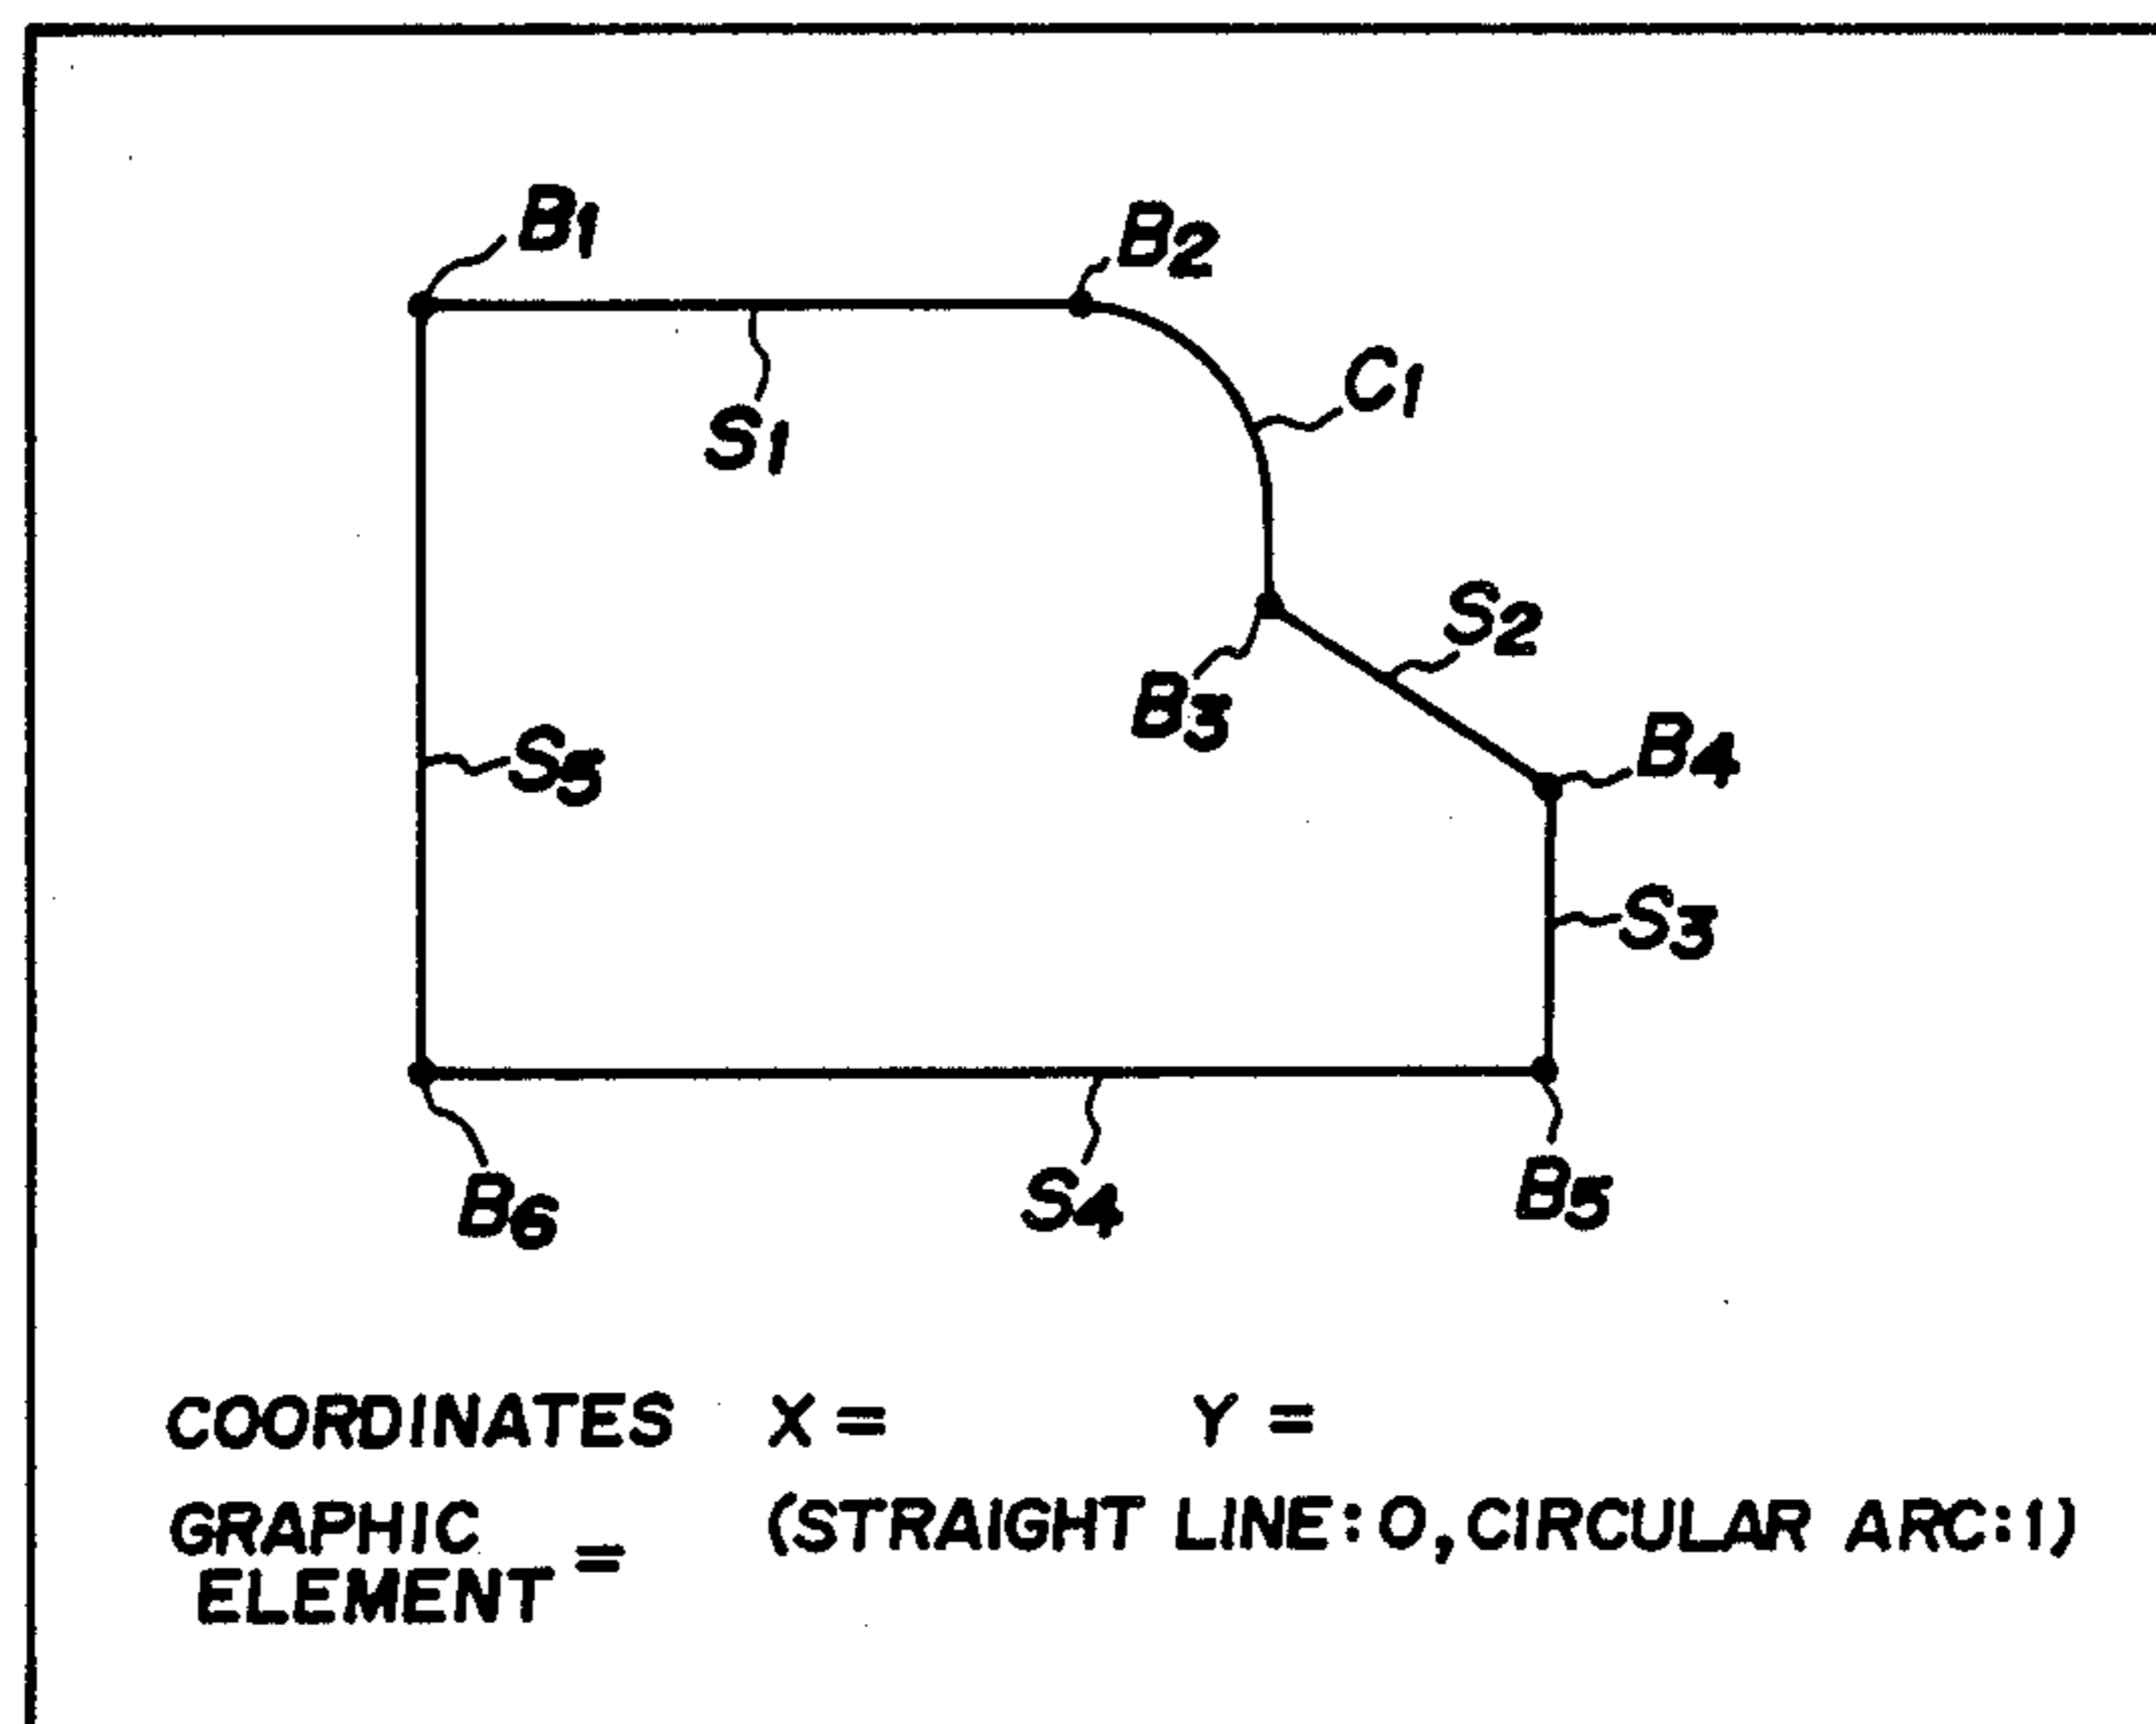 B1
B2
C1
S1
S2
B3
B4
S5
S3
B6
S4
B5
COORDINATES X = Y =
GRAPHIC (STRAIGHT LINE:0, CIRCULAR ARC:1)
ELEMENT =